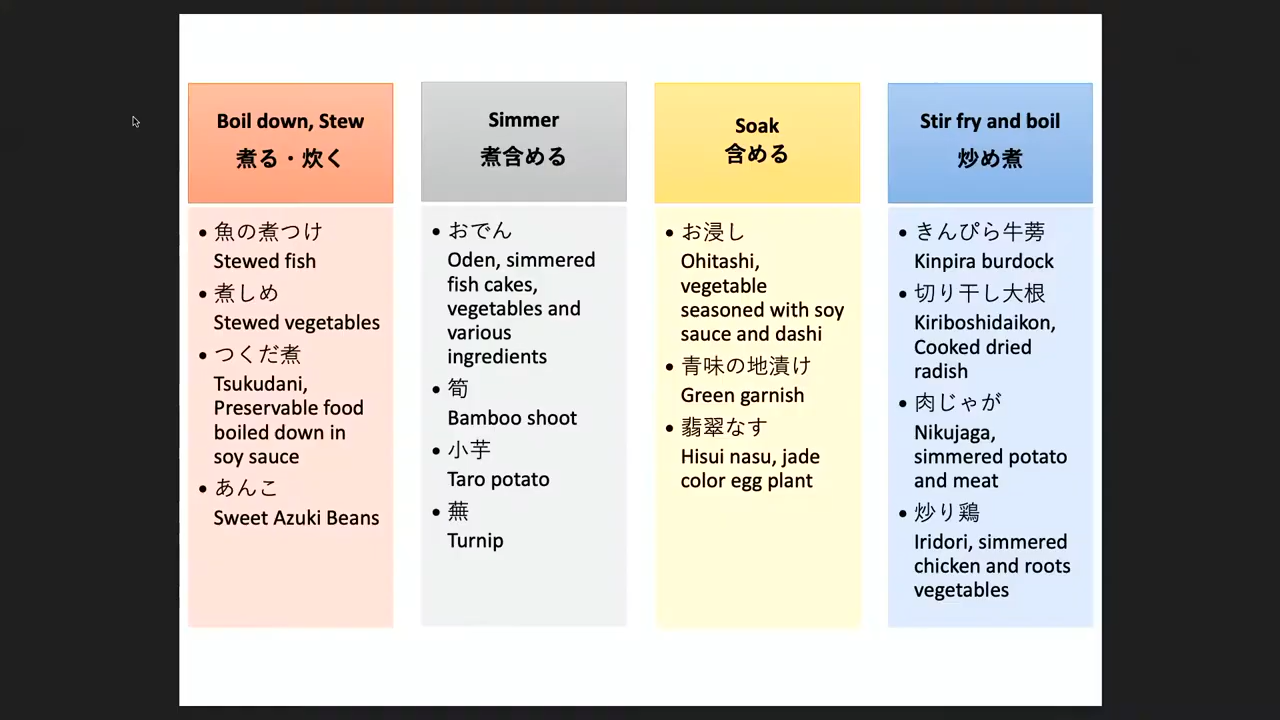 Boil down, Stew
煮る・炊く
• 魚の煮つけ
Stewed fish
• 煮しめ
Stewed vegetables
• つくだ煮
Tsukudani,
Preservable food
boiled down in
soy sauce
• あんこ
Sweet Azuki Beans
Simmer
煮含める
• おでん
Oden, simmered
fish cakes,
vegetables and
various
ingredients
• 筍
Bamboo shoot
• 小芋
Taro potato
• 蕪
Turnip
Soak
含める
• お浸し
Ohitashi,
vegetable
seasoned with soy
sauce and dashi
• 青味の地漬け
Green garnish
• 翡翠なす
Hisui nasu, jade
color egg plant
Stir fry and boil
炒め煮
• きんぴら牛蒡
Kinpira burdock
• 切り干し大根
Kiriboshidaikon,
Cooked dried
radish
• 肉じゃが
Nikujaga,
simmered potato
and meat
• 炒り鶏
Iridori, simmered
chicken and roots
vegetables